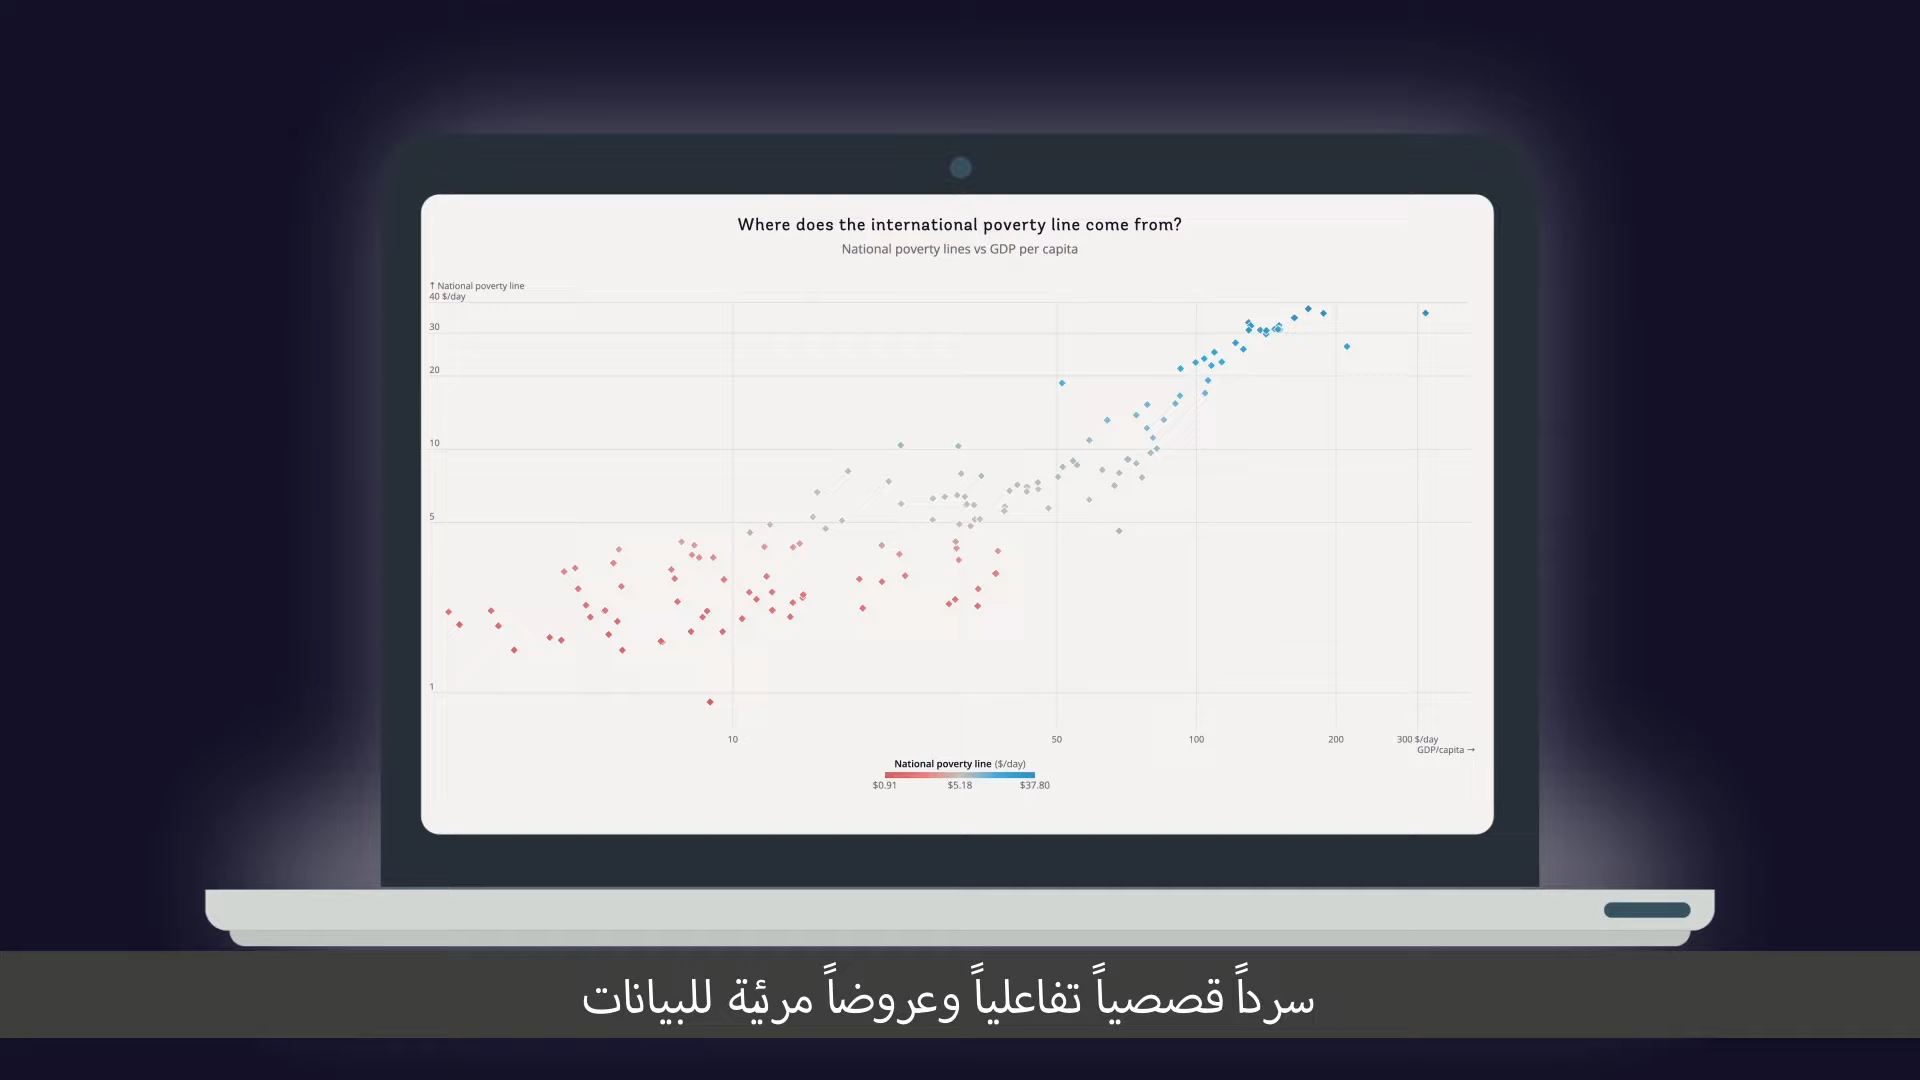 Where does the international poverty line come from?
National poverty lines vs GDP per capita
↑ National poverty line
40 $/day
30
20
10
5
1
10 50 100 200 300 $/day
GDP/capita →
National poverty line ($/day)
$0.91 $5.18 $37.80
سرداً قصصياً تفاعلياً وعروضاً مرئية للبيانات